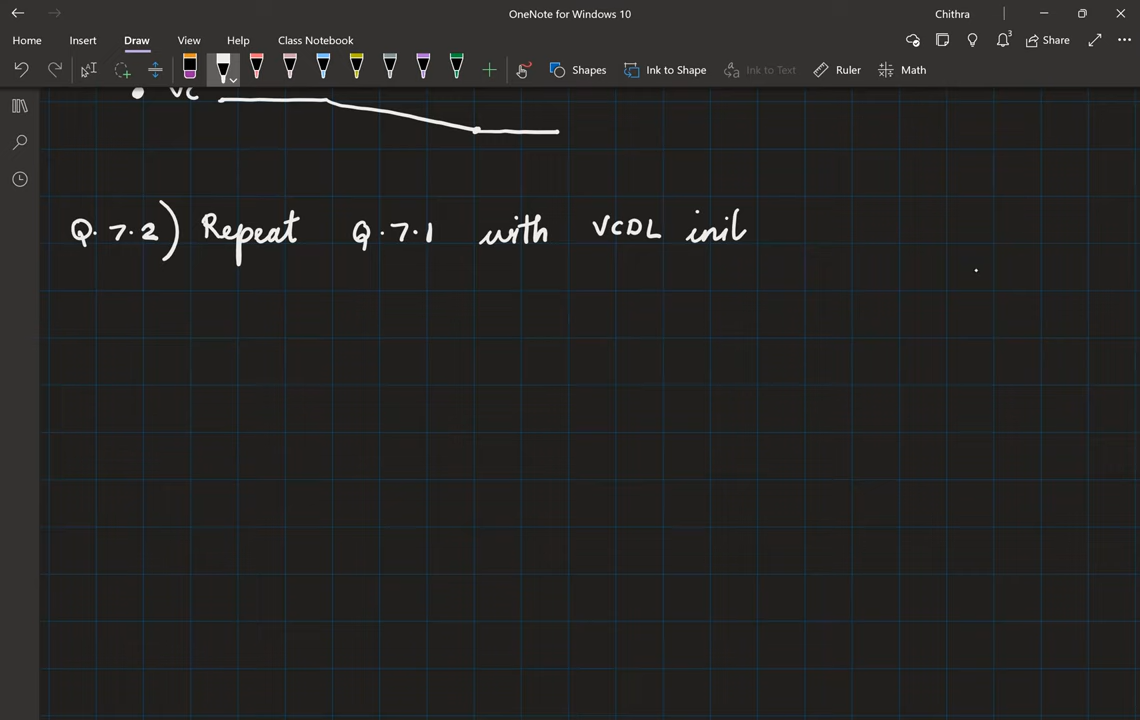 OneNote for Windows 10
Chithra
Home Insert Draw View Help Class Notebook
Share
Shapes Ink to Shape Ink to Text Ruler Math
VC
Q. 7.2) Repeat Q.7.1 with VCDL init